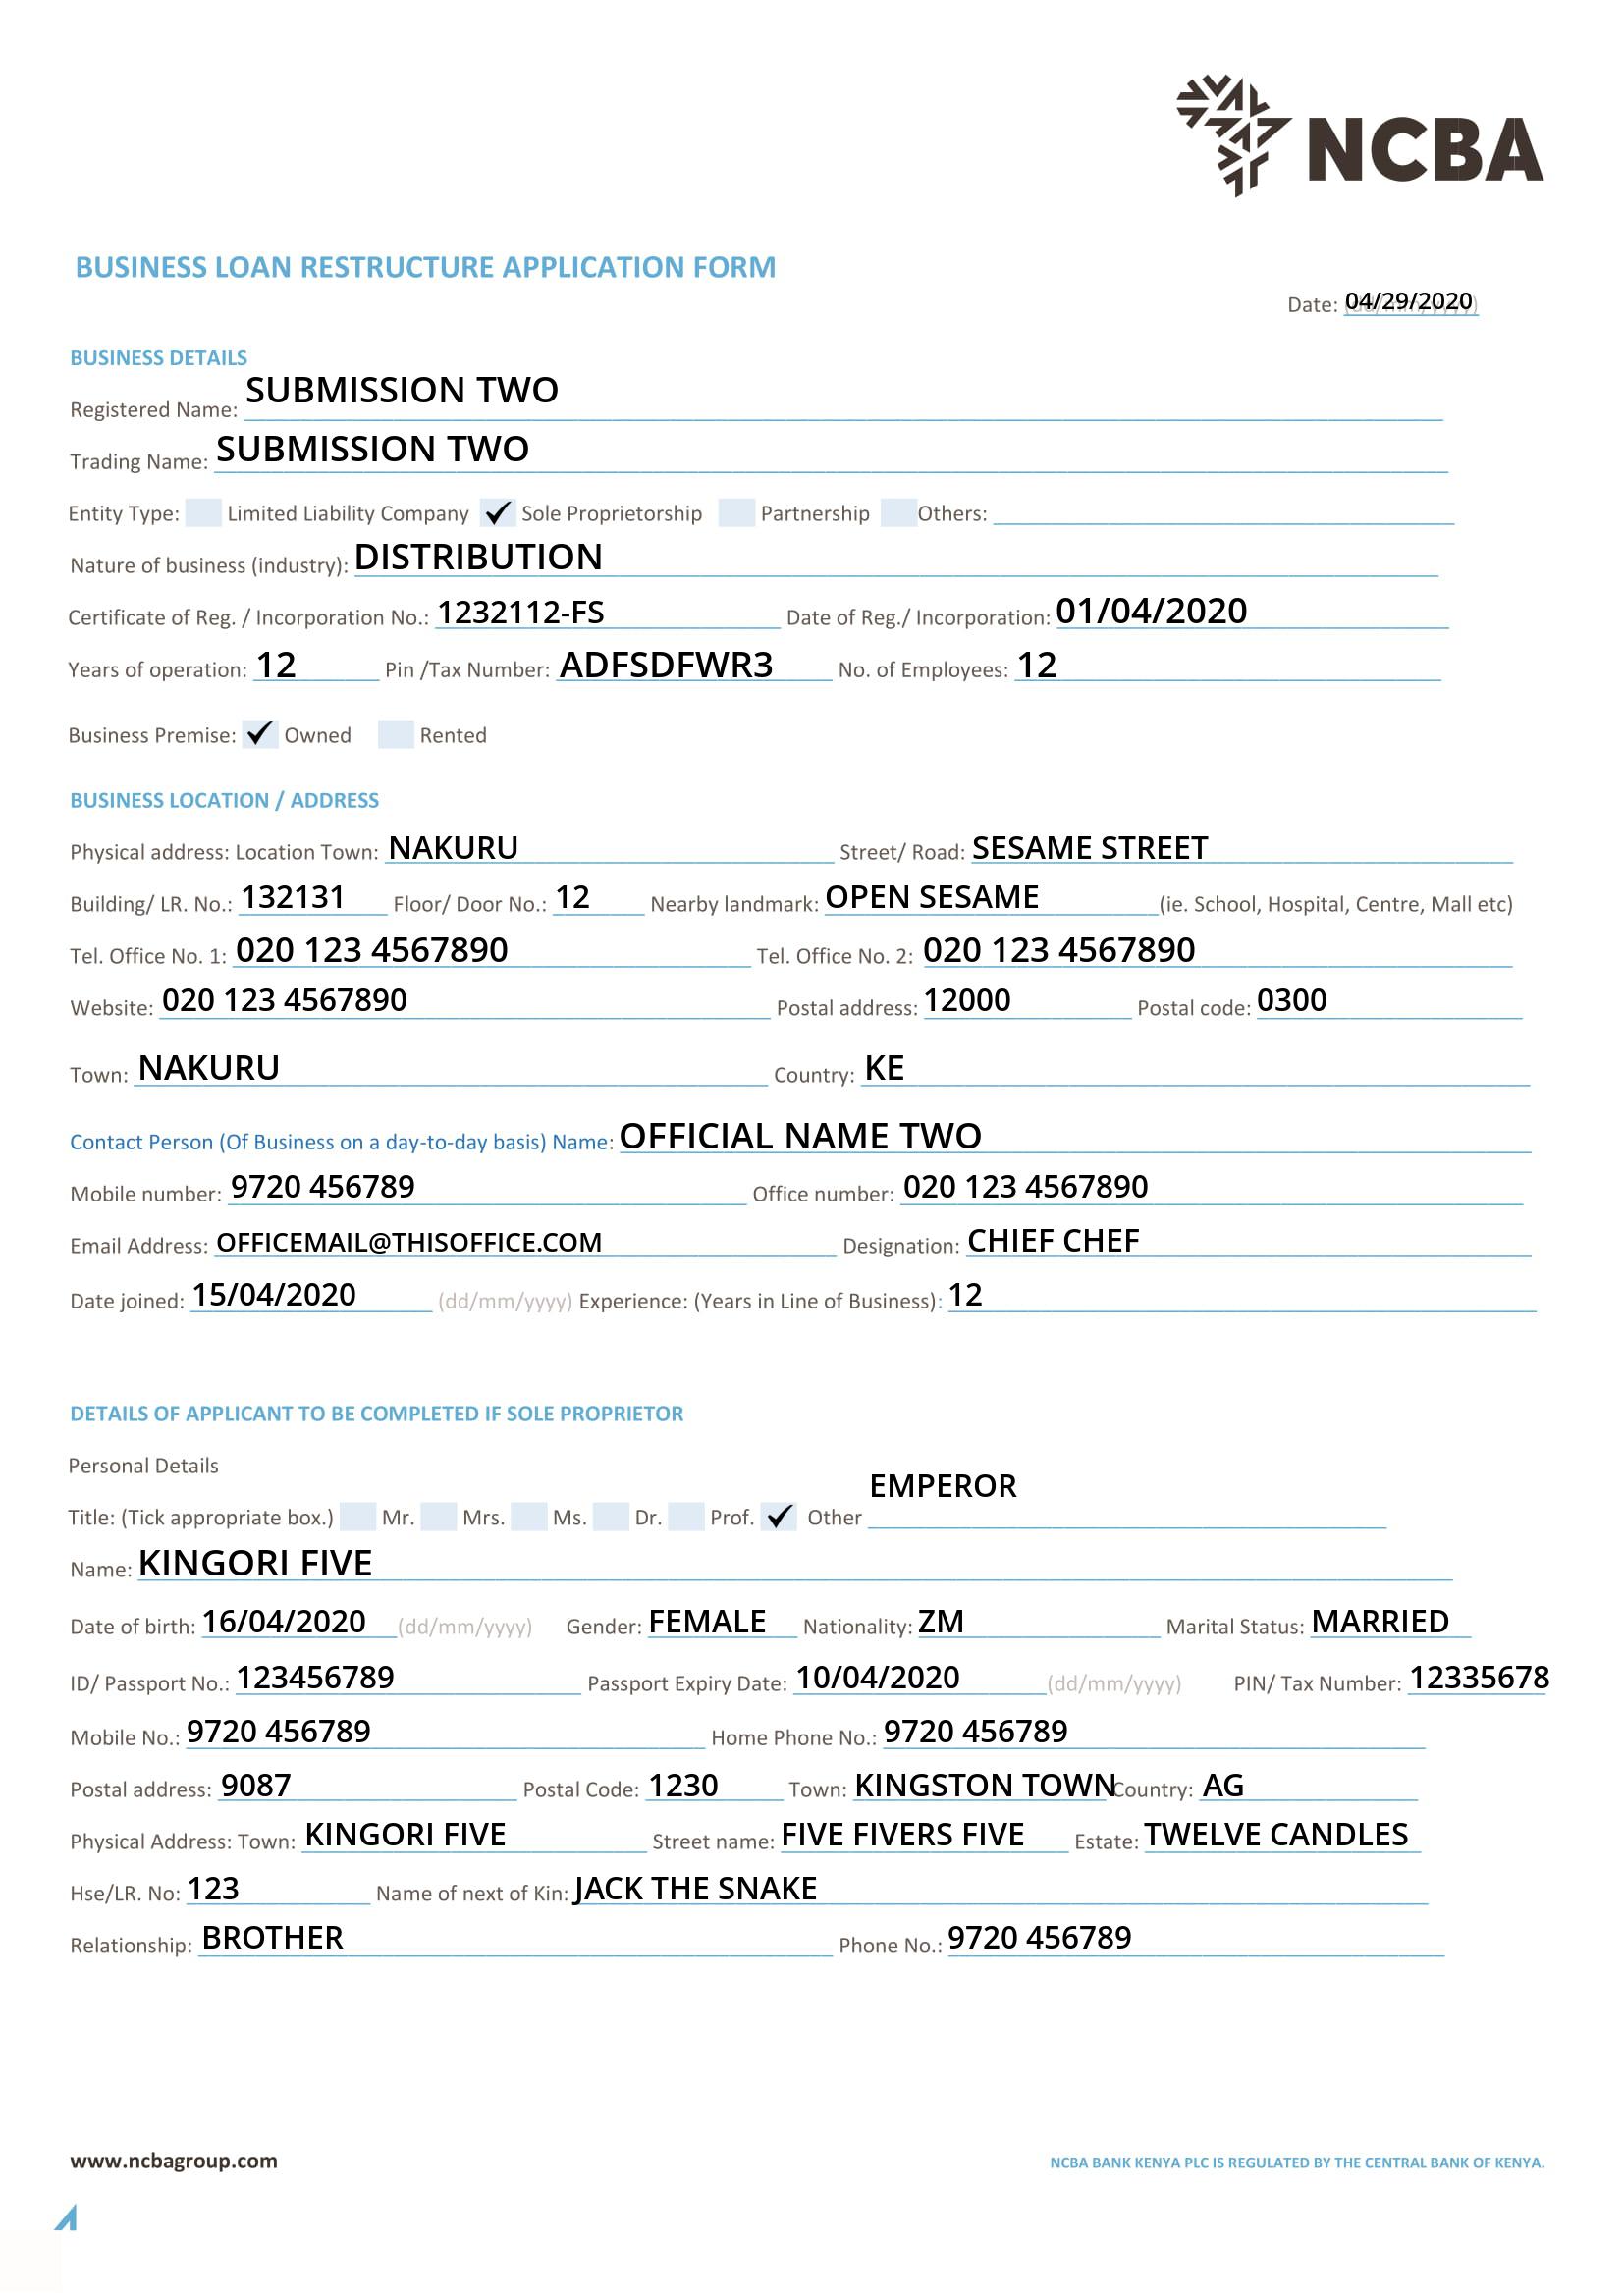 NCBA
BUSINESS LOAN RESTRUCTURE APPLICATION FORM
Date: 04/29/2020 (dd/mm/yyyy)
BUSINESS DETAILS
Registered Name: SUBMISSION TWO
Trading Name: SUBMISSION TWO
Entity Type: Limited Liability Company ✓ Sole Proprietorship Partnership Others:
Nature of business (industry): DISTRIBUTION
Certificate of Reg. / Incorporation No.: 1232112-FS Date of Reg./ Incorporation: 01/04/2020
Years of operation: 12 Pin /Tax Number: ADFSDFWR3 No. of Employees: 12
Business Premise: ✓ Owned Rented
BUSINESS LOCATION / ADDRESS
Physical address: Location Town: NAKURU Street/ Road: SESAME STREET
Building/ LR. No.: 132131 Floor/ Door No.: 12 Nearby landmark: OPEN SESAME (ie. School, Hospital, Centre, Mall etc)
Tel. Office No. 1: 020 123 4567890 Tel. Office No. 2: 020 123 4567890
Website: 020 123 4567890 Postal address: 12000 Postal code: 0300
Town: NAKURU Country: KE
Contact Person (Of Business on a day-to-day basis) Name: OFFICIAL NAME TWO
Mobile number: 9720 456789 Office number: 020 123 4567890
Email Address: OFFICEMAIL@THISOFFICE.COM Designation: CHIEF CHEF
Date joined: 15/04/2020 (dd/mm/yyyy) Experience: (Years in Line of Business): 12
DETAILS OF APPLICANT TO BE COMPLETED IF SOLE PROPRIETOR
Personal Details
Title: (Tick appropriate box.) Mr. Mrs. Ms. Dr. Prof. ✓ Other EMPEROR
Name: KINGORI FIVE
Date of birth: 16/04/2020 (dd/mm/yyyy) Gender: FEMALE Nationality: ZM Marital Status: MARRIED
ID/ Passport No.: 123456789 Passport Expiry Date: 10/04/2020 (dd/mm/yyyy) PIN/ Tax Number: 12335678
Mobile No.: 9720 456789 Home Phone No.: 9720 456789
Postal address: 9087 Postal Code: 1230 Town: KINGSTON TOWN Country: AG
Physical Address: Town: KINGORI FIVE Street name: FIVE FIVERS FIVE Estate: TWELVE CANDLES
Hse/LR. No: 123 Name of next of Kin: JACK THE SNAKE
Relationship: BROTHER Phone No.: 9720 456789
www.ncbagroup.com NCBA BANK KENYA PLC IS REGULATED BY THE CENTRAL BANK OF KENYA.